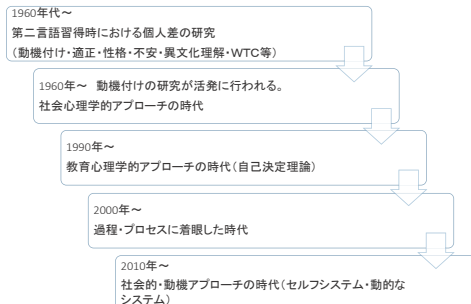 1960年代～
第二言語習得時における個人差の研究
（動機付け・適正・性格・不安・異文化理解・WTC等）
1960年～　動機付けの研究が活発に行われる。
社会心理学的アプローチの時代
1990年～
教育心理学的アプローチの時代（自己決定理論）
2000年～
過程・プロセスに着眼した時代
2010年～
社会的・動機アプローチの時代（セルフシステム・動的な
システム）